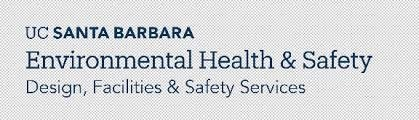 UC SANTA BARBARA
Environmental Health & Safety
Design, Facilities & Safety Services